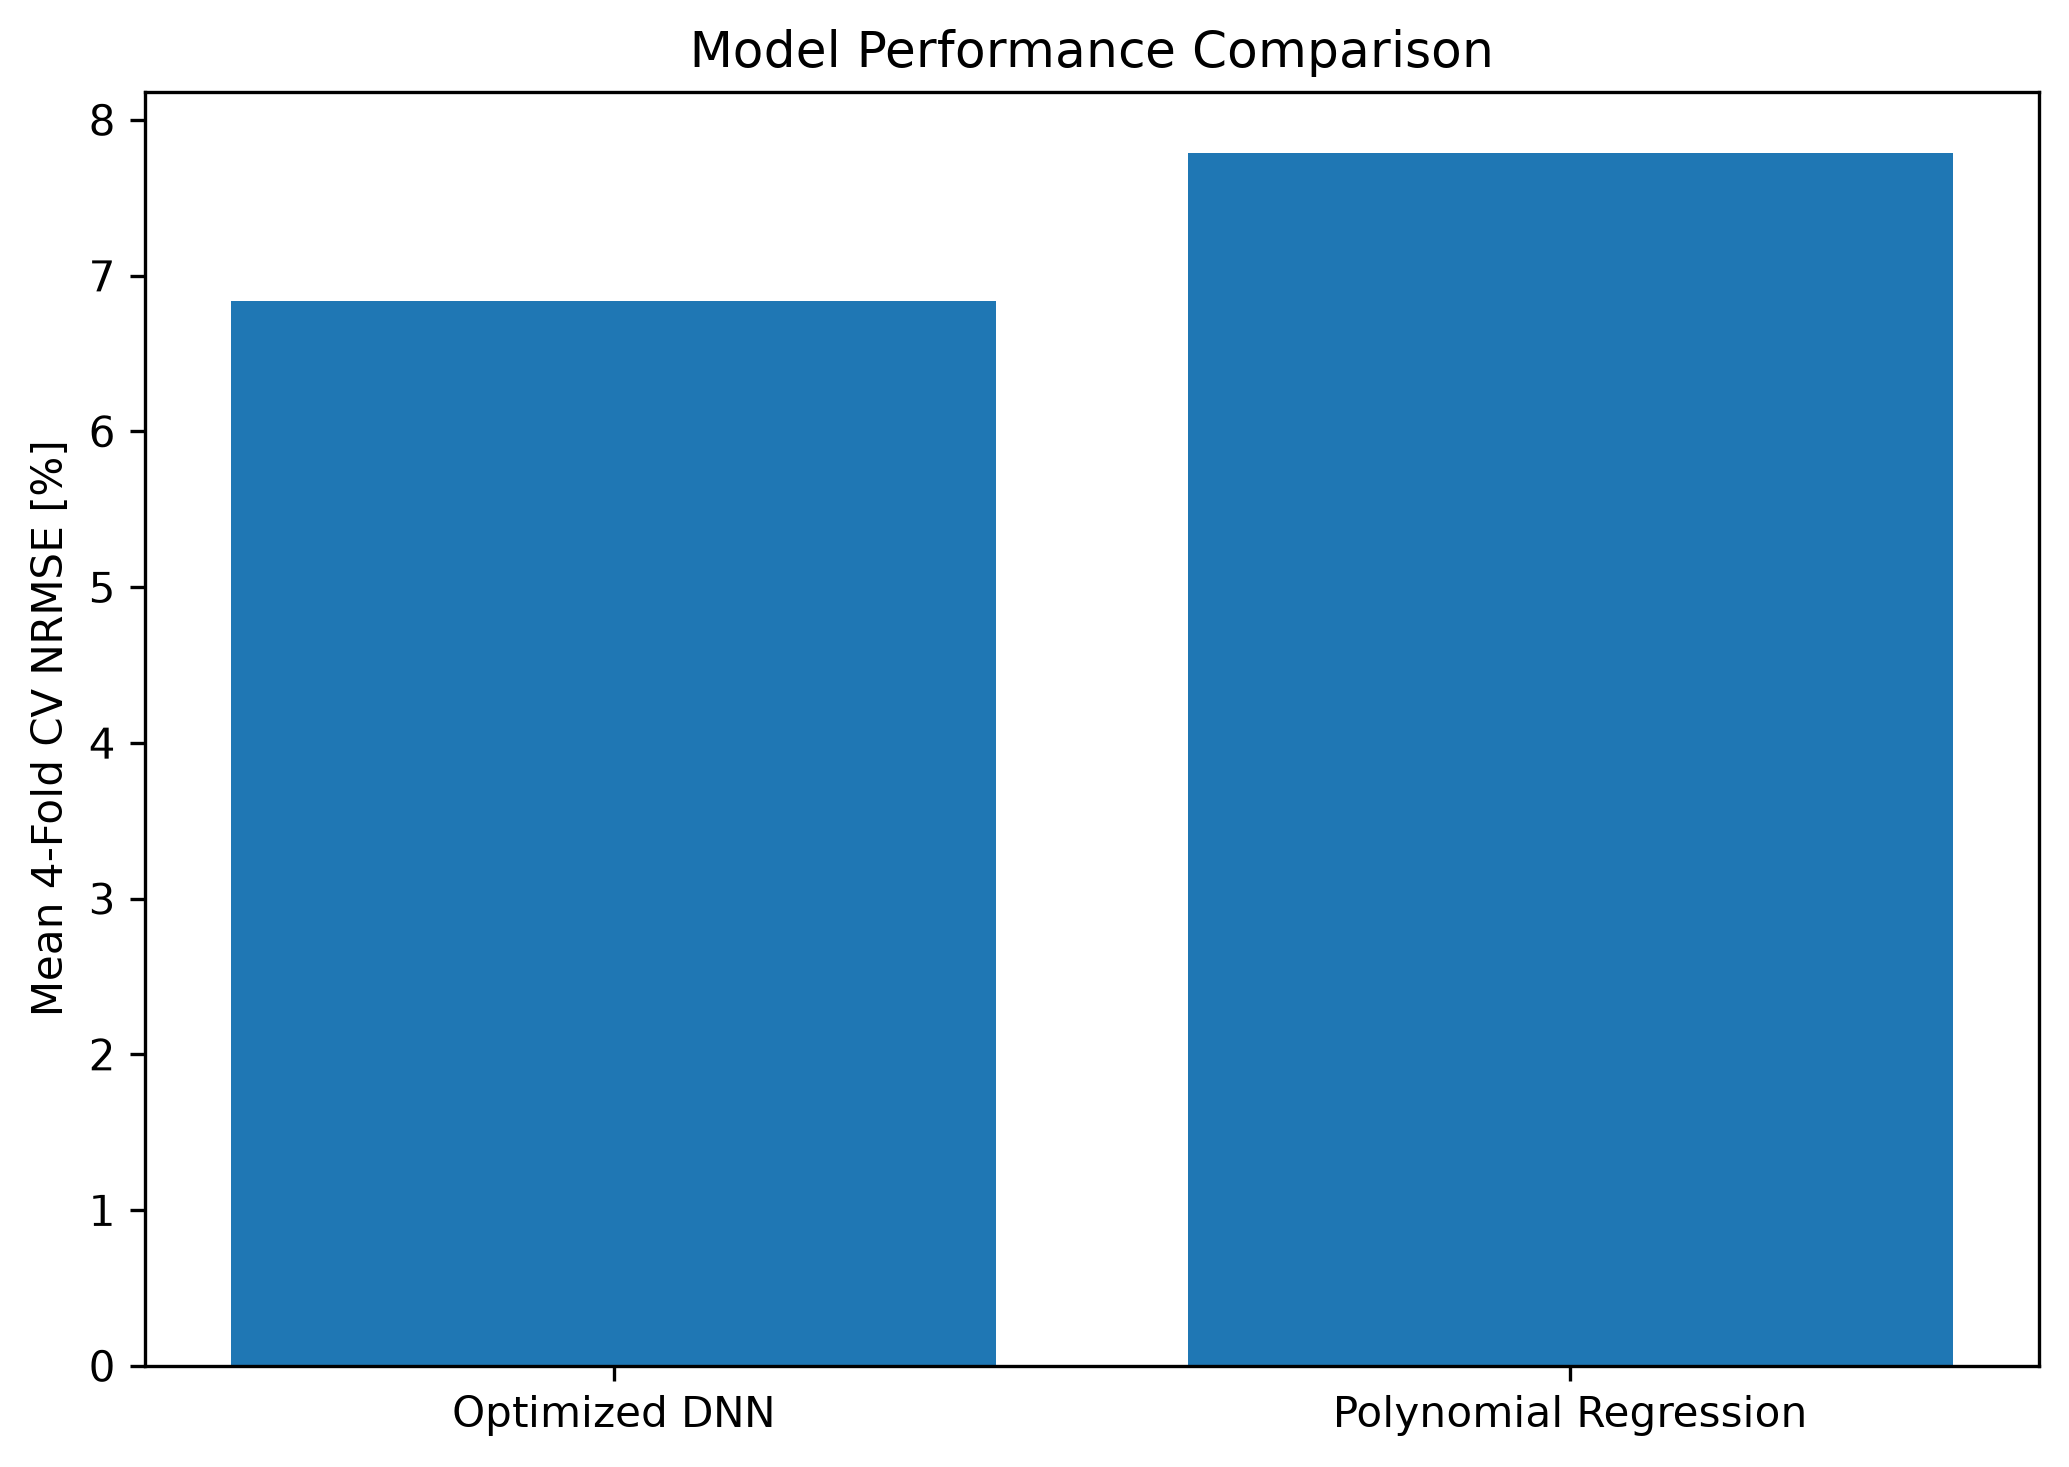 Model Performance Comparison
Mean 4-Fold CV NRMSE [%]
8
7
6
5
4
3
2
1
0
Optimized DNN
Polynomial Regression